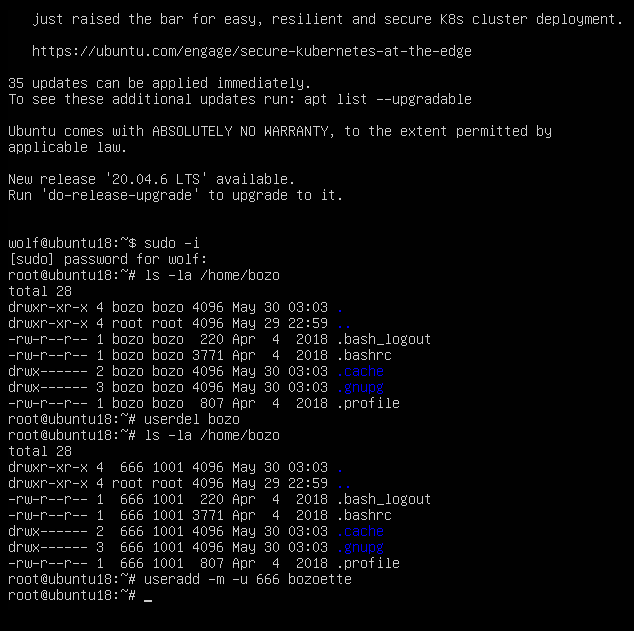 just raised the bar for easy, resilient and secure K8s cluster deployment.
https://ubuntu.com/engage/secure-kubernetes-at-the-edge
35 updates can be applied immediately.
To see these additional updates run: apt list --upgradable
Ubuntu comes with ABSOLUTELY NO WARRANTY, to the extent permitted by
applicable law.
New release '20.04.6 LTS' available.
Run 'do-release-upgrade' to upgrade to it.
wolf@ubuntu18:~$ sudo -i
[sudo] password for wolf:
root@ubuntu18:~# ls -la /home/bozo
total 28
drwxr-xr-x 4 bozo bozo 4096 May 30 03:03 .
drwxr-xr-x 4 root root 4096 May 29 22:59 ..
-rw-r--r-- 1 bozo bozo  220 Apr  4  2018 .bash_logout
-rw-r--r-- 1 bozo bozo 3771 Apr  4  2018 .bashrc
drwx------ 2 bozo bozo 4096 May 30 03:03 .cache
drwx------ 3 bozo bozo 4096 May 30 03:03 .gnupg
-rw-r--r-- 1 bozo bozo  807 Apr  4  2018 .profile
root@ubuntu18:~# userdel bozo
root@ubuntu18:~# ls -la /home/bozo
total 28
drwxr-xr-x 4  666 1001 4096 May 30 03:03 .
drwxr-xr-x 4 root root 4096 May 29 22:59 ..
-rw-r--r-- 1  666 1001  220 Apr  4  2018 .bash_logout
-rw-r--r-- 1  666 1001 3771 Apr  4  2018 .bashrc
drwx------ 2  666 1001 4096 May 30 03:03 .cache
drwx------ 3  666 1001 4096 May 30 03:03 .gnupg
-rw-r--r-- 1  666 1001  807 Apr  4  2018 .profile
root@ubuntu18:~# useradd -m -u 666 bozoette
root@ubuntu18:~# _